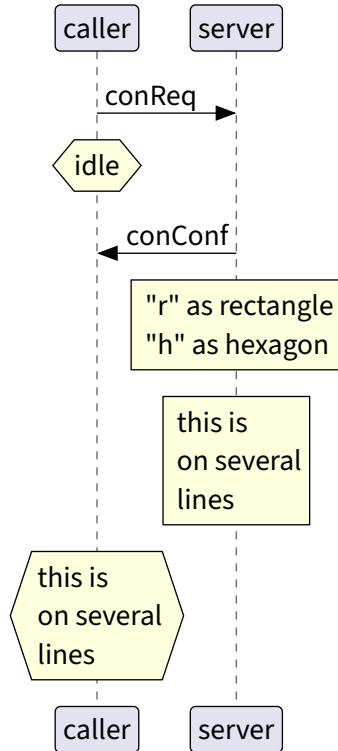 caller
server
conReq
idle
conConf
"r" as rectangle
"h" as hexagon
this is
on several
lines
this is
on several
lines
caller
server